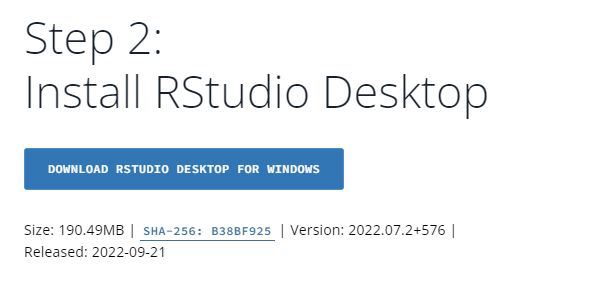 Step 2:
Install RStudio Desktop
DOWNLOAD RSTUDIO DESKTOP FOR WINDOWS
Size: 190.49MB | SHA-256: B38BF925 | Version: 2022.07.2+576 |
Released: 2022-09-21